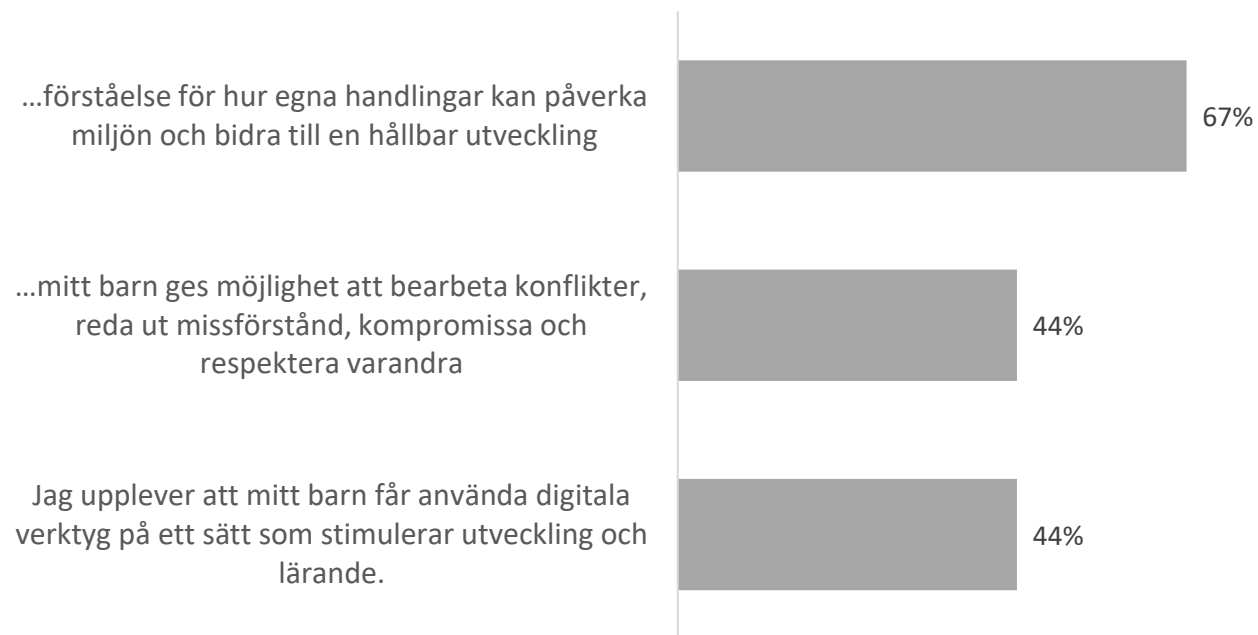 …förståelse för hur egna handlingar kan påverka
miljön och bidra till en hållbar utveckling
67%
…mitt barn ges möjlighet att bearbeta konflikter,
reda ut missförstånd, kompromissa och
respektera varandra
44%
Jag upplever att mitt barn får använda digitala
verktyg på ett sätt som stimulerar utveckling och
lärande.
44%